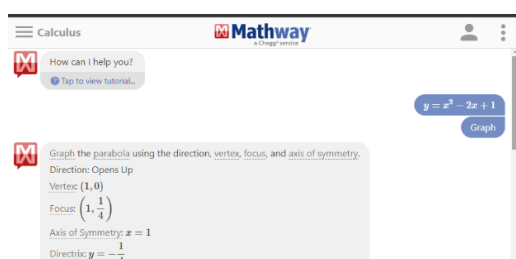 Calculus
Mathway
a Chegg service
How can I help you?
Tap to view tutorial...
y = x² − 2x + 1
Graph
Graph the parabola using the direction, vertex, focus, and axis of symmetry.
Direction: Opens Up
Vertex: (1, 0)
Focus: (1, 1/4)
Axis of Symmetry: x = 1
Directrix: y = −1/